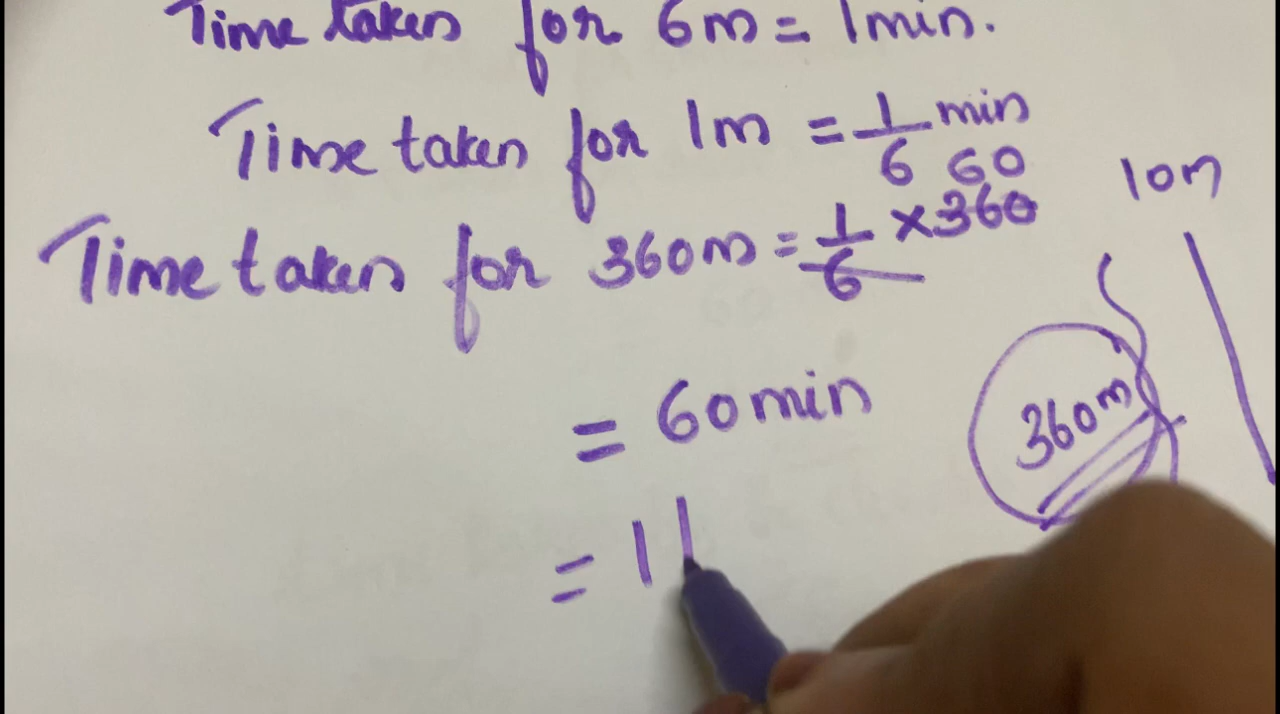 Time taken for 6m = 1min.
Time taken for 1m = 1/6 min
60
Time taken for 360m = 1/6 × 360
10m
360m
= 60min
= 1